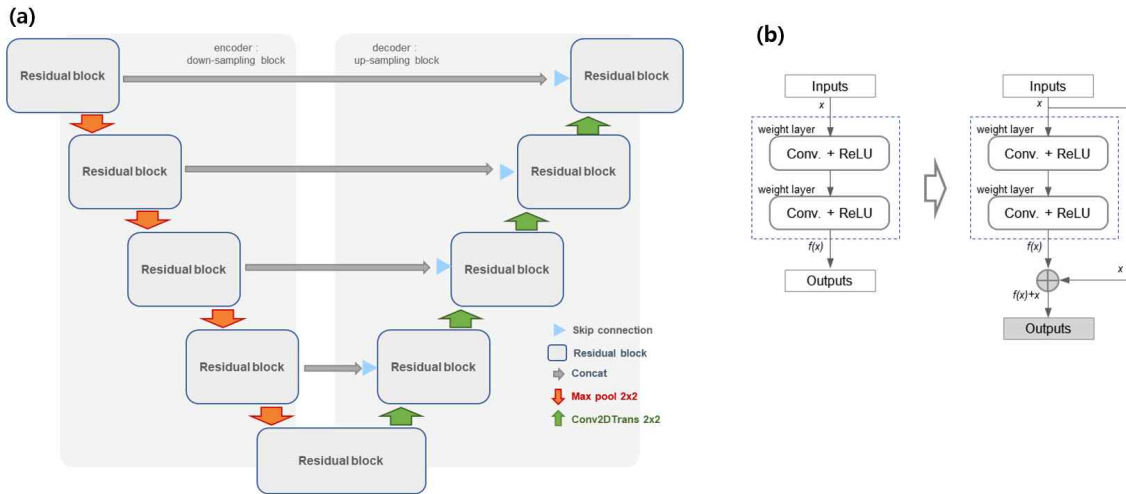 (a)
encoder :
down-sampling block
decoder :
up-sampling block
Residual block
Residual block
Residual block
Residual block
Residual block
Residual block
Residual block
Residual block
Residual block
Skip connection
Residual block
Concat
Max pool 2x2
Conv2DTrans 2x2
(b)
Inputs
x
weight layer
Conv. + ReLU
weight layer
Conv. + ReLU
f(x)
Outputs
Inputs
x
weight layer
Conv. + ReLU
weight layer
Conv. + ReLU
f(x)
x
f(x)+x
Outputs